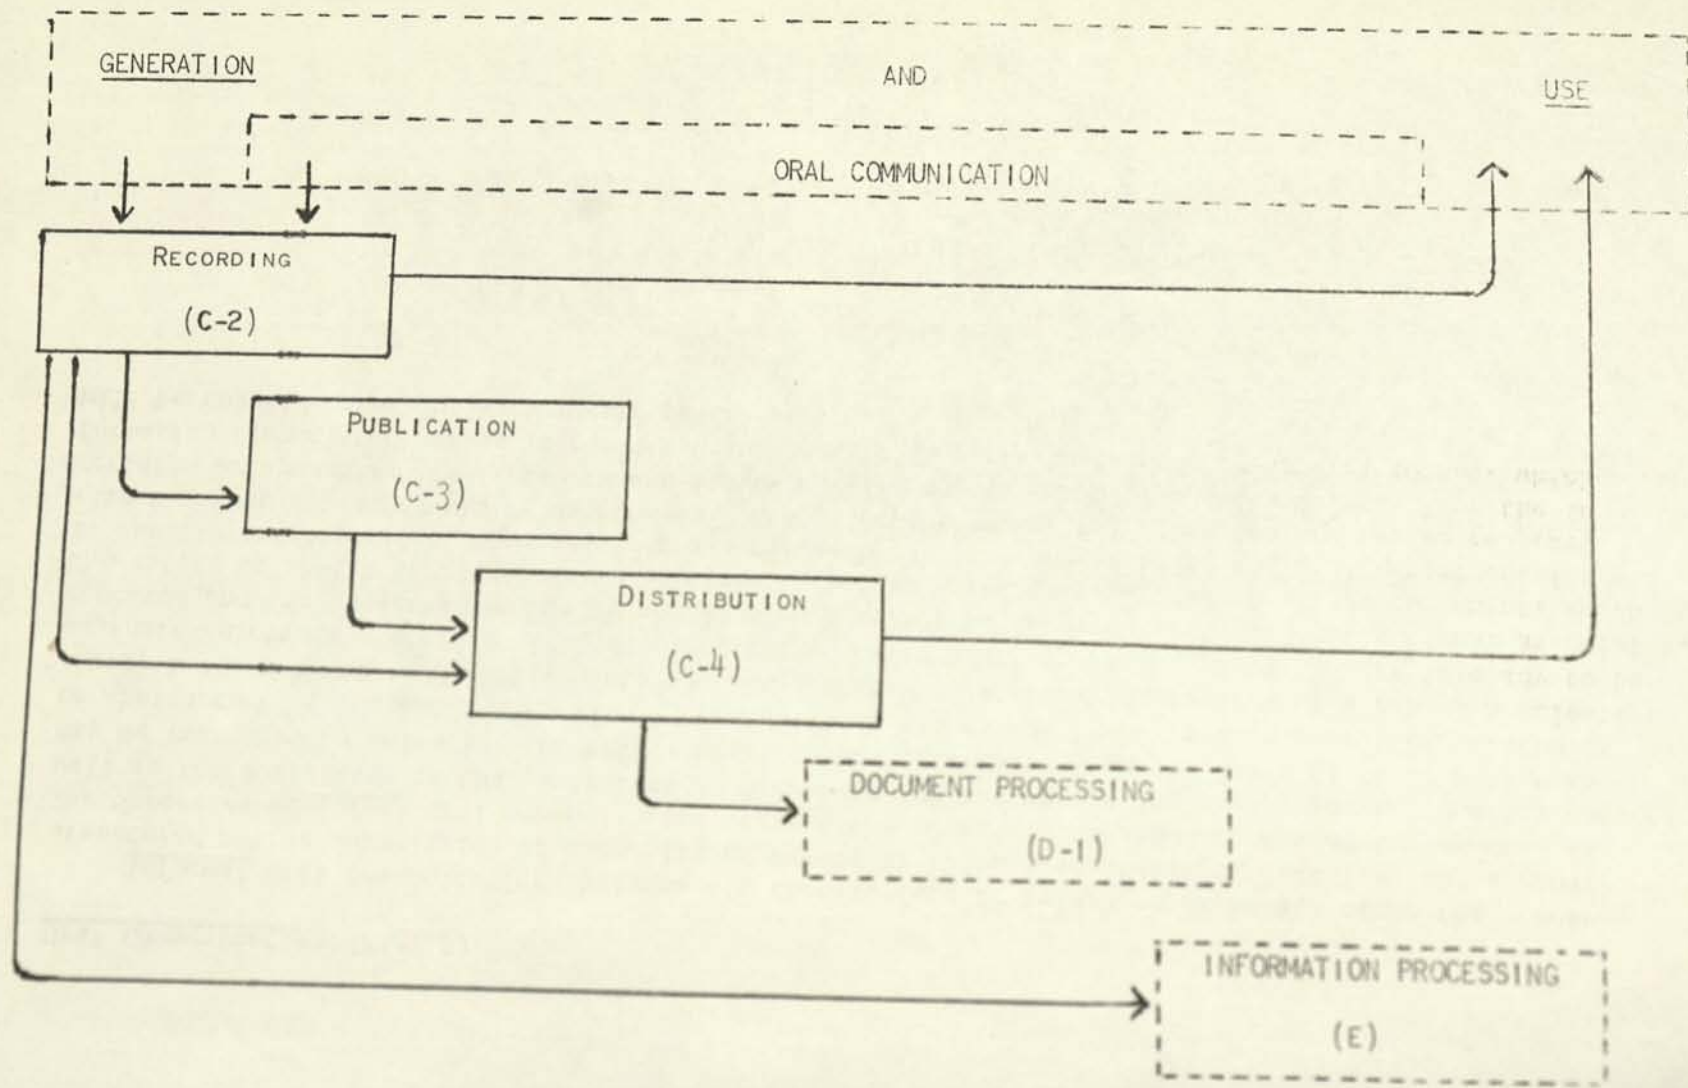 GENERATION AND USE
ORAL COMMUNICATION
RECORDING
(C-2)
PUBLICATION
(C-3)
DISTRIBUTION
(C-4)
DOCUMENT PROCESSING
(D-1)
INFORMATION PROCESSING
(E)